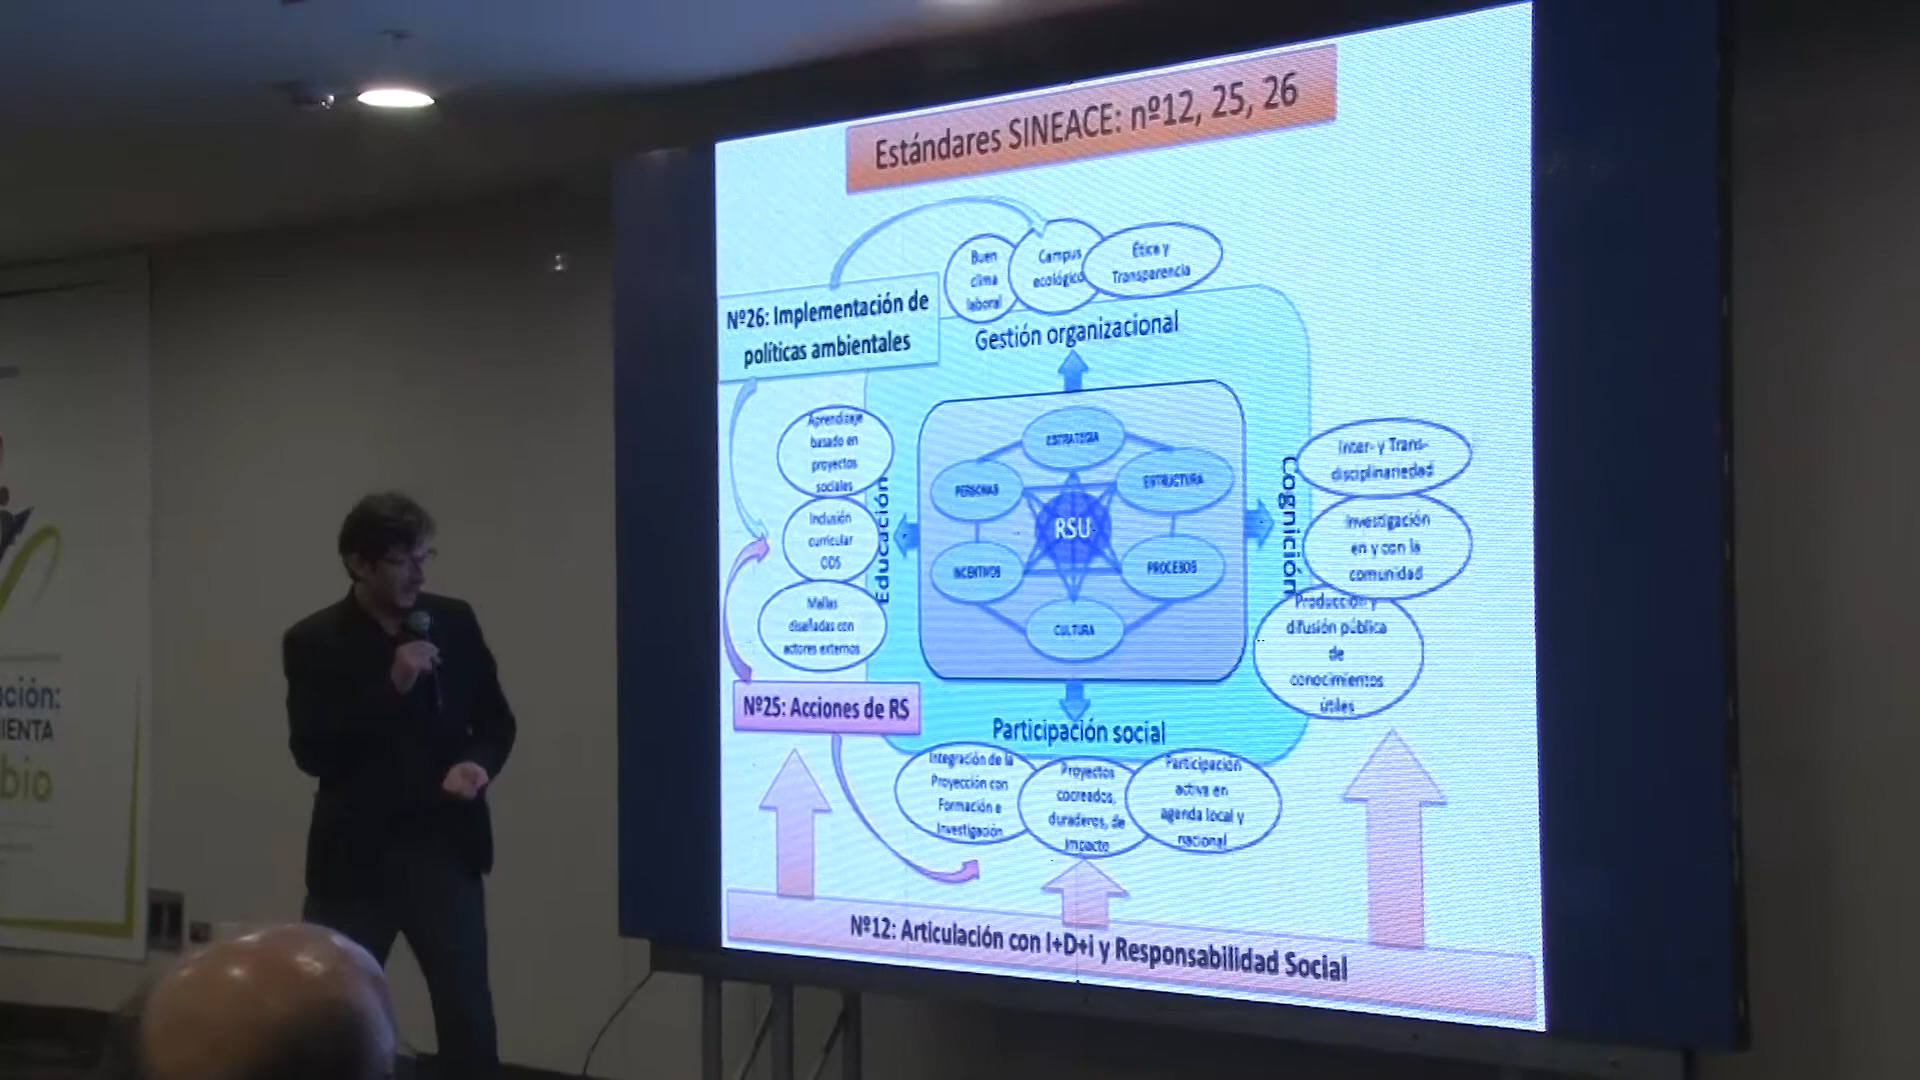 Estándares SINEACE: nº12, 25, 26
Buen
clima
laboral
Campus
ecológico
Ética y
Transparencia
Nº26: Implementación de
políticas ambientales
Gestión organizacional
Aprendizaje
basado en
proyectos
sociales
Inclusión
curricular
ODS
Mallas
diseñadas con
actores externos
Educación
ESTRATEGIA
PERSONAS
ESTRUCTURA
RSU
INCENTIVOS
PROCESOS
CULTURA
Cognición
Inter- y Trans-
disciplinariedad
Investigación
en y con la
comunidad
Producción y
difusión pública
de
conocimientos
útiles
Nº25: Acciones de RS
Participación social
Integración de la
Proyección con
Formación e
Investigación
Proyectos
cocreados,
duraderos, de
impacto
Participación
activa en
agenda local y
nacional
Nº12: Articulación con I+D+i y Responsabilidad Social
ción:
IENTA
bio